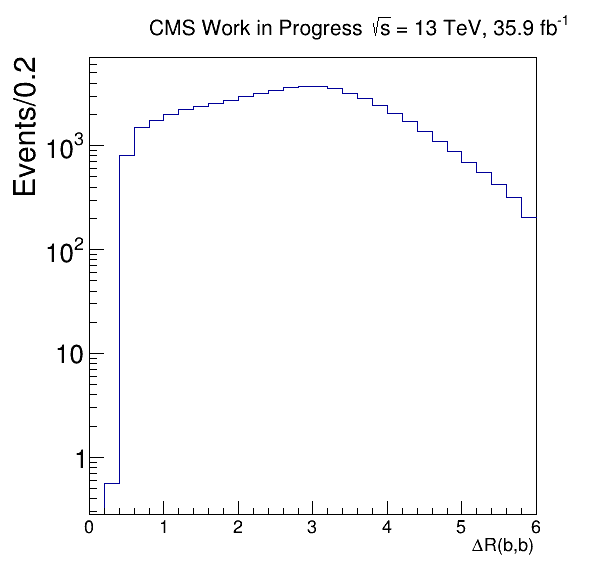 CMS Work in Progress √s = 13 TeV, 35.9 fb⁻¹
Events/0.2
10³
10²
10
1
0 1 2 3 4 5 6
ΔR(b,b)